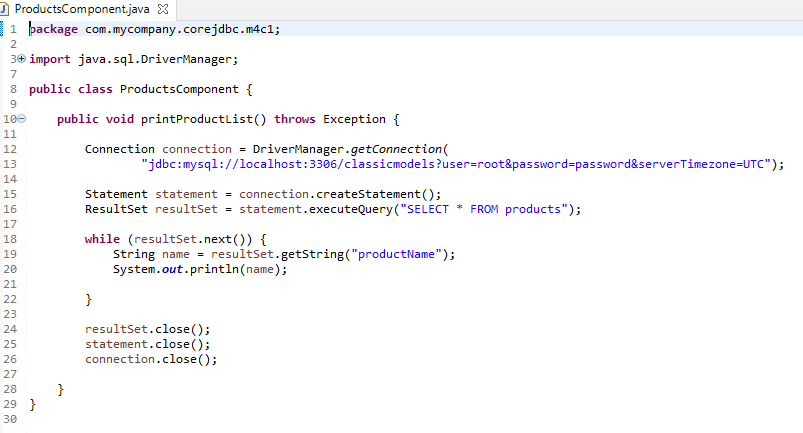 ProductsComponent.java
1 package com.mycompany.corejdbc.m4c1;
2
3 import java.sql.DriverManager;
7
8 public class ProductsComponent {
9
10 public void printProductList() throws Exception {
11
12 Connection connection = DriverManager.getConnection(
13 "jdbc:mysql://localhost:3306/classicmodels?user=root&password=password&serverTimezone=UTC");
14
15 Statement statement = connection.createStatement();
16 ResultSet resultSet = statement.executeQuery("SELECT * FROM products");
17
18 while (resultSet.next()) {
19 String name = resultSet.getString("productName");
20 System.out.println(name);
21
22 }
23
24 resultSet.close();
25 statement.close();
26 connection.close();
27
28 }
29 }
30